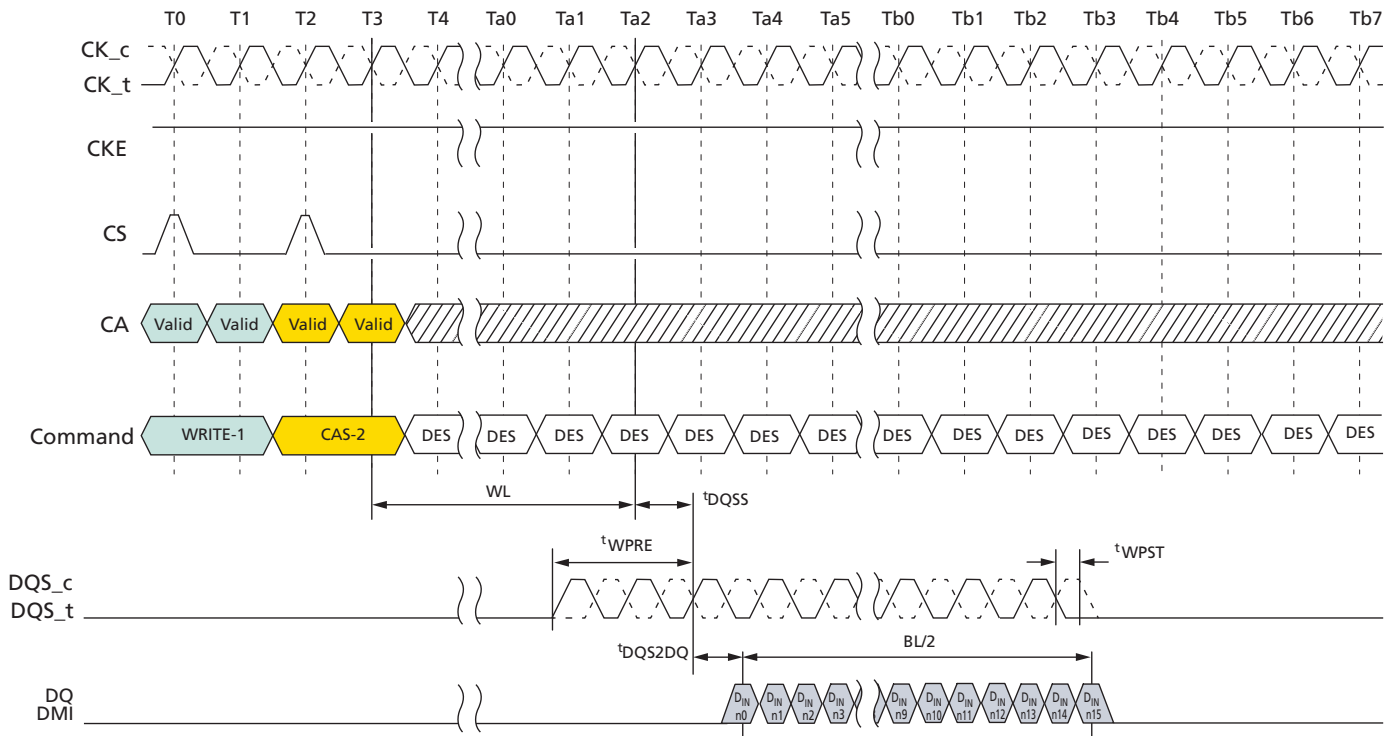 T0 T1 T2 T3 T4 Ta0 Ta1 Ta2 Ta3 Ta4 Ta5 Tb0 Tb1 Tb2 Tb3 Tb4 Tb5 Tb6 Tb7
CK_c
CK_t
CKE
CS
CA Valid Valid Valid Valid
Command WRITE-1 CAS-2 DES DES DES DES DES DES DES DES DES DES DES DES DES DES DES
WL tDQSS
tWPRE tWPST
DQS_c
DQS_t
tDQS2DQ BL/2
DQ
DMI
DIN n0 DIN n1 DIN n2 DIN n3 DIN n9 DIN n10 DIN n11 DIN n12 DIN n13 DIN n14 DIN n15